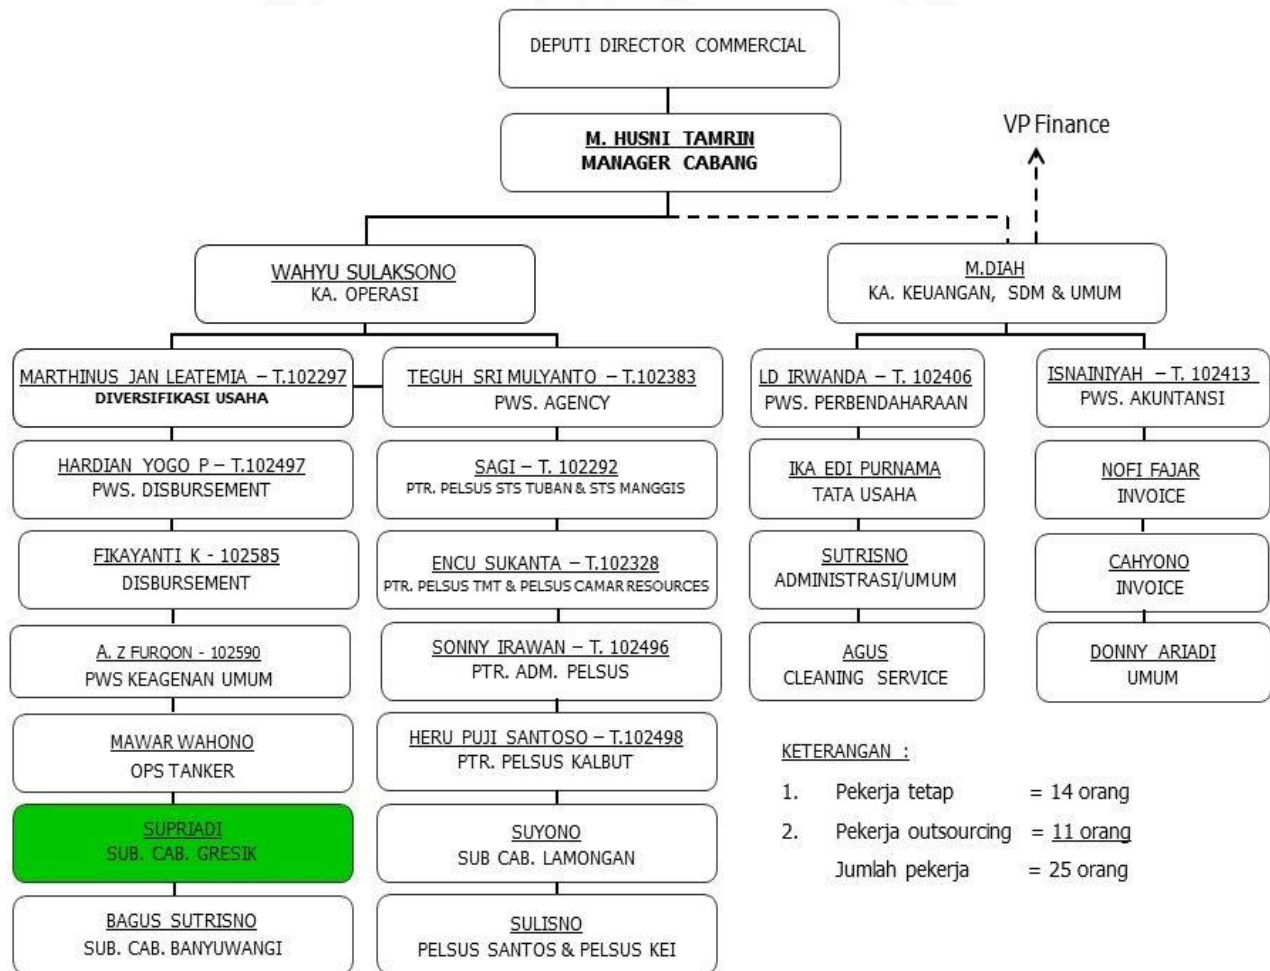 DEPUTI DIRECTOR COMMERCIAL
M. HUSNI TAMRIN
MANAGER CABANG
VP Finance
WAHYU SULAKSONO
KA. OPERASI
M.DIAH
KA. KEUANGAN, SDM & UMUM
MARTHINUS JAN LEATEMIA – T.102297
DIVERSIFIKASI USAHA
HARDIAN YOGO P – T.102497
PWS. DISBURSEMENT
FIKAYANTI K - 102585
DISBURSEMENT
A. Z FURQON - 102590
PWS KEAGENAN UMUM
MAWAR WAHONO
OPS TANKER
SUPRIADI
SUB. CAB. GRESIK
BAGUS SUTRISNO
SUB. CAB. BANYUWANGI
TEGUH SRI MULYANTO – T.102383
PWS. AGENCY
SAGI – T. 102292
PTR. PELSUS STS TUBAN & STS MANGGIS
ENCU SUKANTA – T.102328
PTR. PELSUS TMT & PELSUS CAMAR RESOURCES
SONNY IRAWAN – T. 102496
PTR. ADM. PELSUS
HERU PUJI SANTOSO – T.102498
PTR. PELSUS KALBUT
SUYONO
SUB CAB. LAMONGAN
SULISNO
PELSUS SANTOS & PELSUS KEI
LD IRWANDA – T. 102406
PWS. PERBENDAHARAAN
IKA EDI PURNAMA
TATA USAHA
SUTRISNO
ADMINISTRASI/UMUM
AGUS
CLEANING SERVICE
ISNAINIYAH – T. 102413
PWS. AKUNTANSI
NOFI FAJAR
INVOICE
CAHYONO
INVOICE
DONNY ARIADI
UMUM
KETERANGAN :
1. Pekerja tetap = 14 orang
2. Pekerja outsourcing = 11 orang
Jumlah pekerja = 25 orang